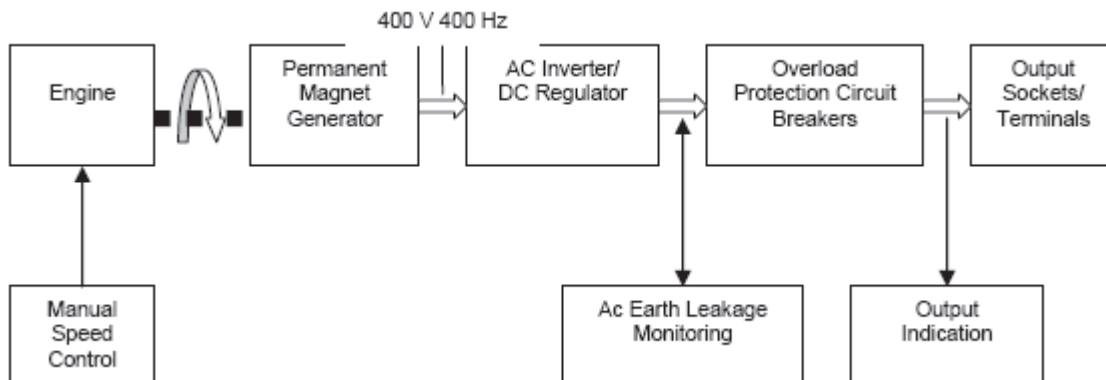 400 V 400 Hz
Engine
Permanent
Magnet
Generator
AC Inverter/
DC Regulator
Overload
Protection Circuit
Breakers
Output
Sockets/
Terminals
Manual
Speed
Control
Ac Earth Leakage
Monitoring
Output
Indication